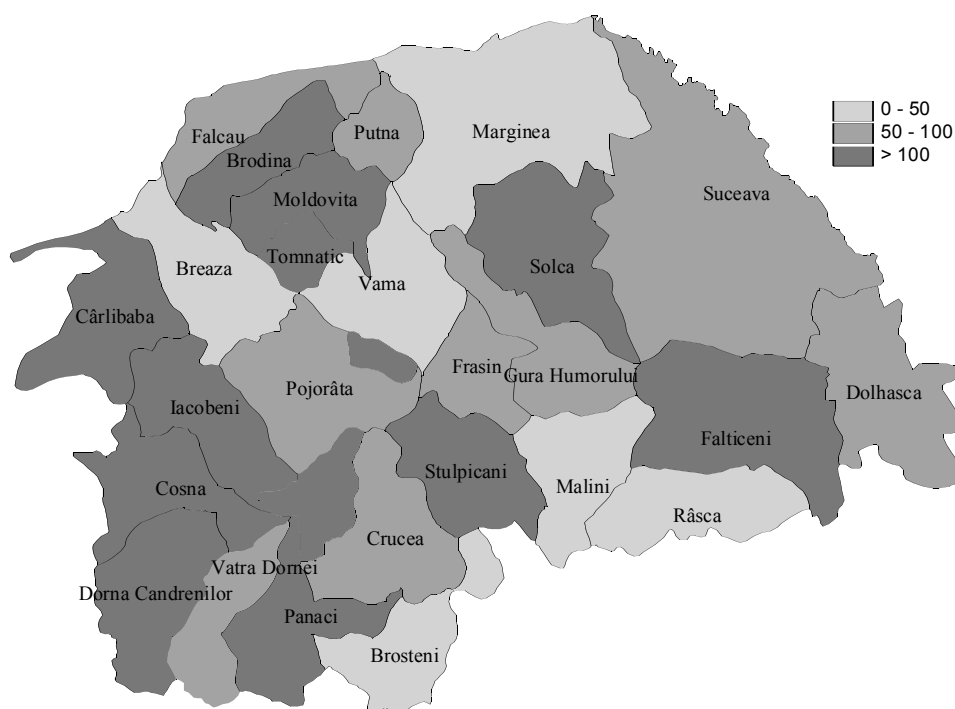 0 - 50
50 - 100
> 100
Falcau
Putna
Marginea
Brodina
Moldovita
Suceava
Tomnatic
Breaza
Vama
Solca
Cârlibaba
Frasin
Gura Humorului
Pojorâta
Dolhasca
Iacobeni
Falticeni
Stulpicani
Cosna
Malini
Râsca
Crucea
Vatra Dornei
Dorna Candrenilor
Panaci
Brosteni